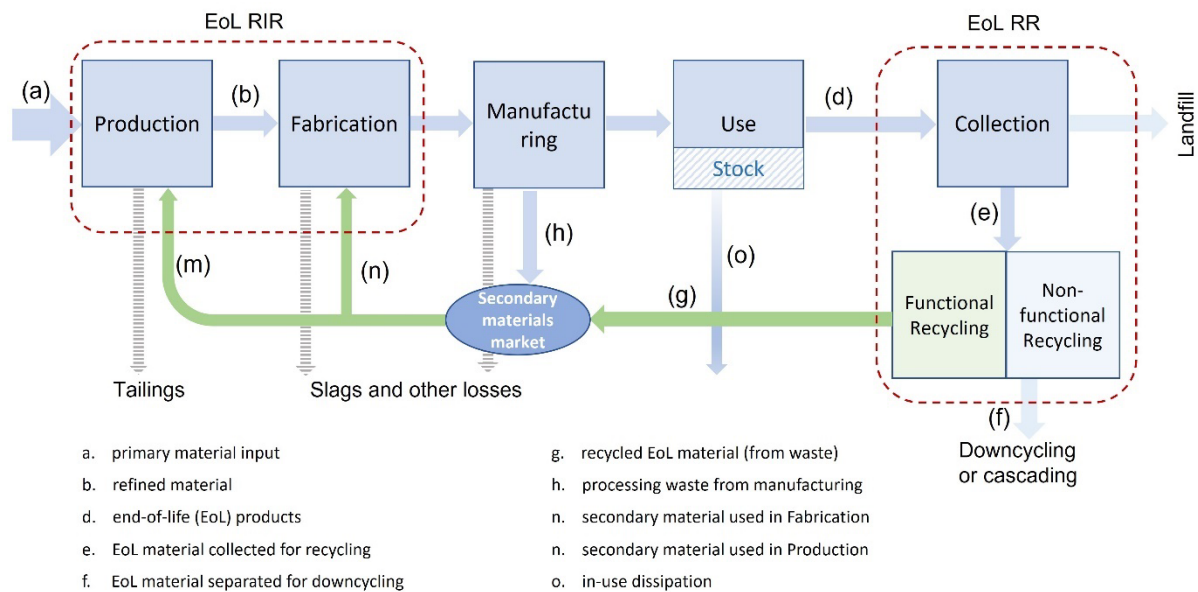 EoL RIR
EoL RR
(a)
(b)
(d)
Production
Fabrication
Manufactu
ring
Use
Stock
Collection
Landfill
(e)
(h)
(m)
(n)
(o)
(g)
Secondary
materials
market
Functional
Recycling
Non-
functional
Recycling
Tailings
Slags and other losses
(f)
Downcycling
or cascading
a. primary material input
b. refined material
d. end-of-life (EoL) products
e. EoL material collected for recycling
f. EoL material separated for downcycling
g. recycled EoL material (from waste)
h. processing waste from manufacturing
n. secondary material used in Fabrication
n. secondary material used in Production
o. in-use dissipation